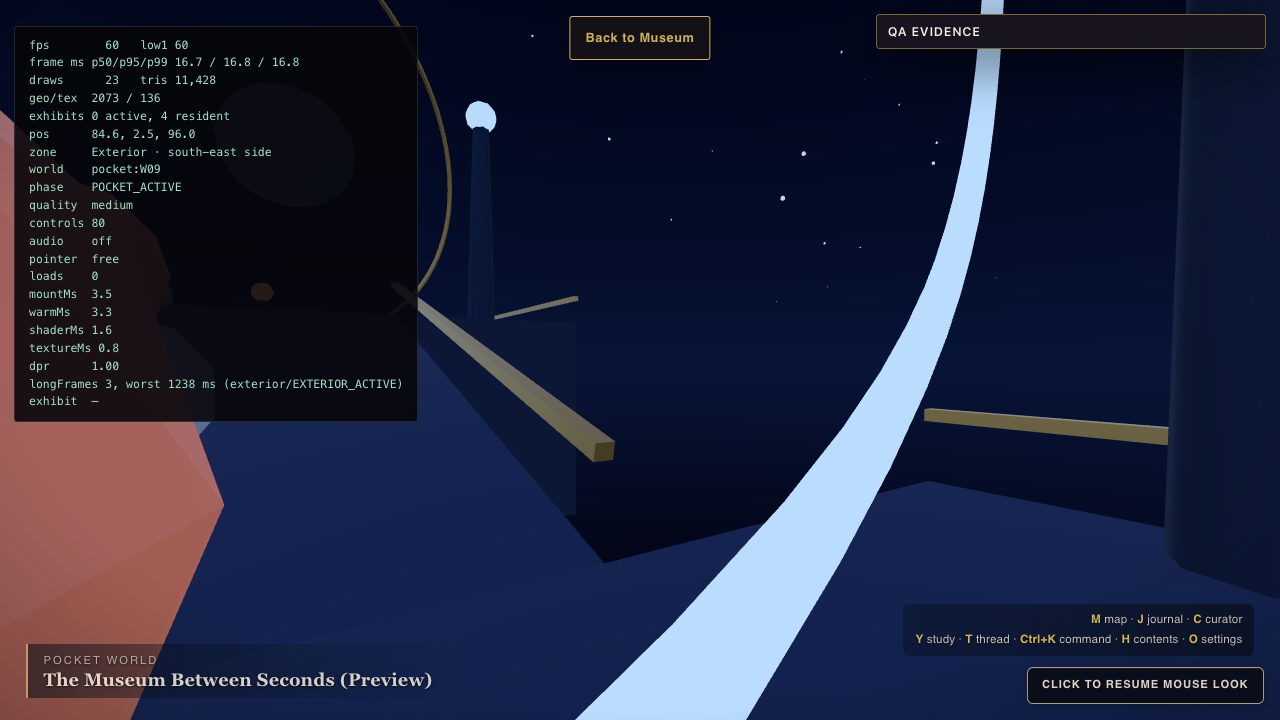 fps 60 low1 60
frame ms p50/p95/p99 16.7 / 16.8 / 16.8
draws 23 tris 11,428
geo/tex 2073 / 136
exhibits 0 active, 4 resident
pos 84.6, 2.5, 96.0
zone Exterior · south-east side
world pocket:W09
phase POCKET_ACTIVE
quality medium
controls 80
audio off
pointer free
loads 0
mountMs 3.5
warmMs 3.3
shaderMs 1.6
textureMs 0.8
dpr 1.00
longFrames 3, worst 1238 ms (exterior/EXTERIOR_ACTIVE)
exhibit —
Back to Museum
QA EVIDENCE
M map · J journal · C curator
Y study · T thread · Ctrl+K command · H contents · O settings
POCKET WORLD
The Museum Between Seconds (Preview)
CLICK TO RESUME MOUSE LOOK